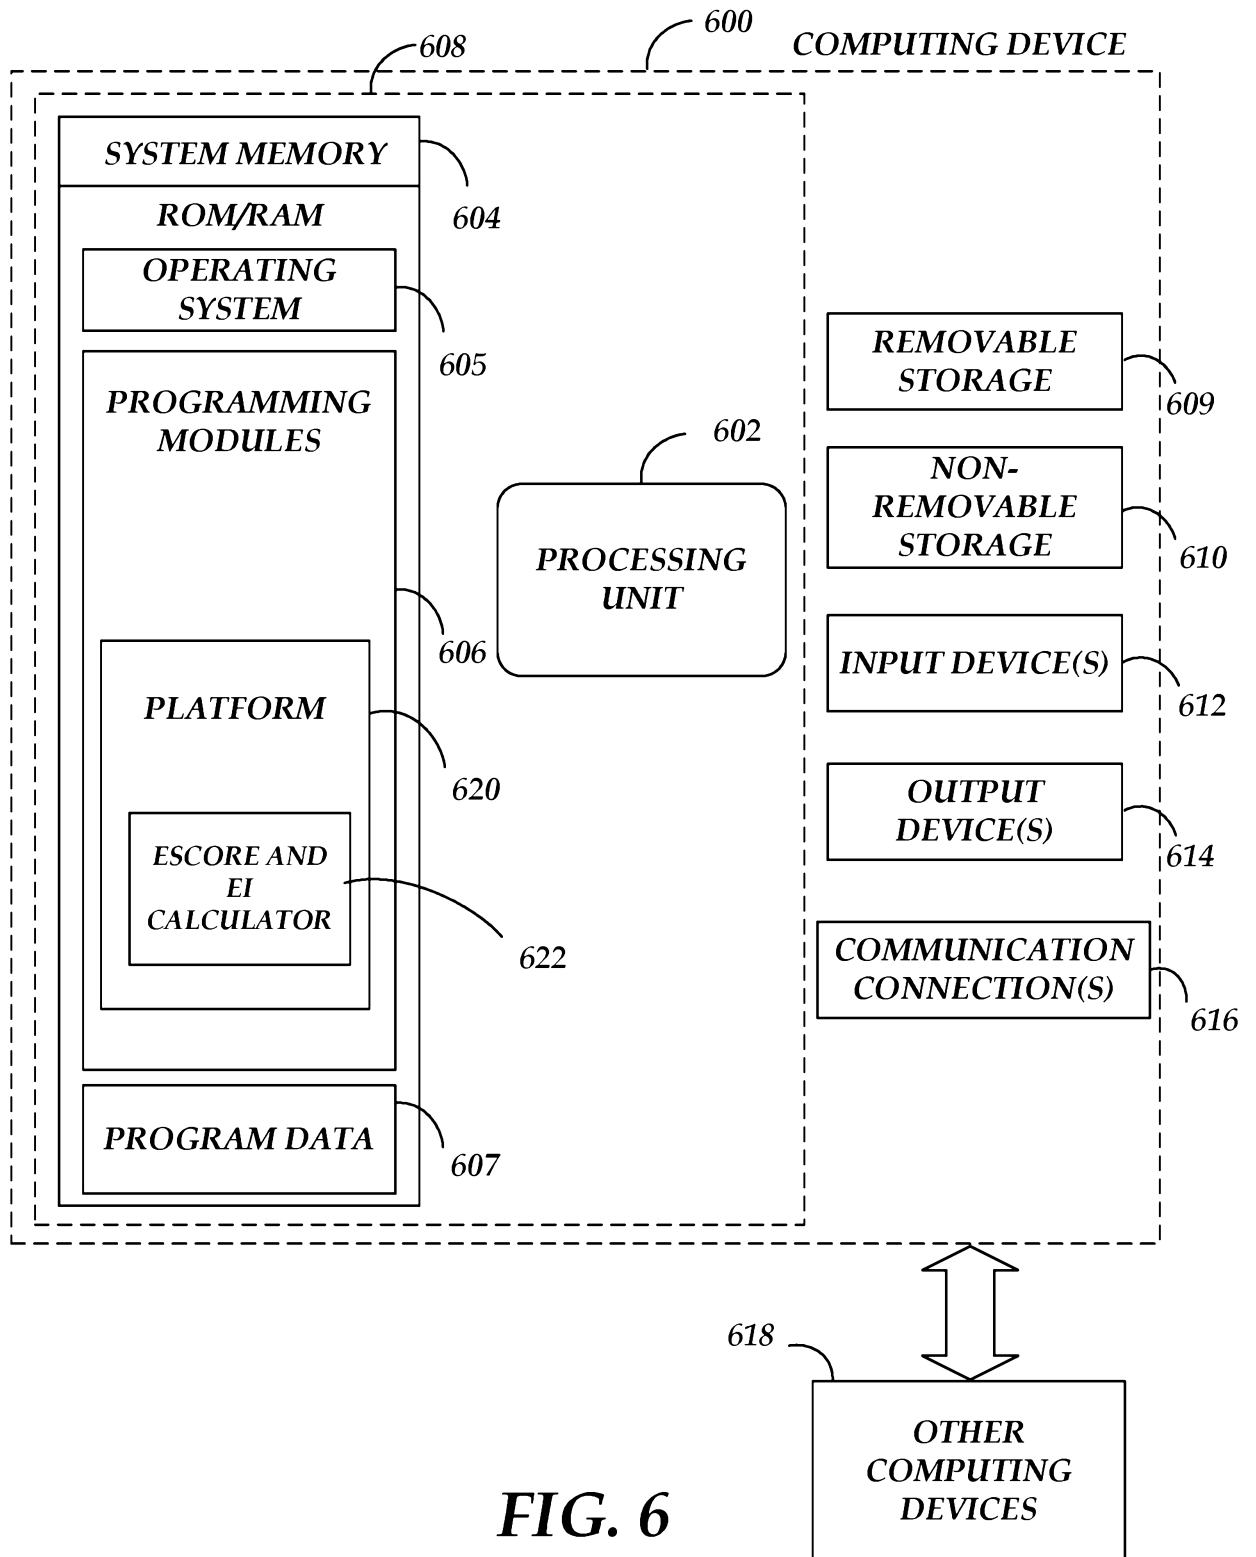 600
COMPUTING DEVICE
608
SYSTEM MEMORY
604
ROM/RAM
OPERATING
SYSTEM
605
PROGRAMMING
MODULES
606
PLATFORM
620
ESCORE AND
EI
CALCULATOR
622
PROGRAM DATA
607
602
PROCESSING
UNIT
REMOVABLE
STORAGE
609
NON-
REMOVABLE
STORAGE
610
INPUT DEVICE(S)
612
OUTPUT
DEVICE(S)
614
COMMUNICATION
CONNECTION(S)
616
618
OTHER
COMPUTING
DEVICES
FIG. 6